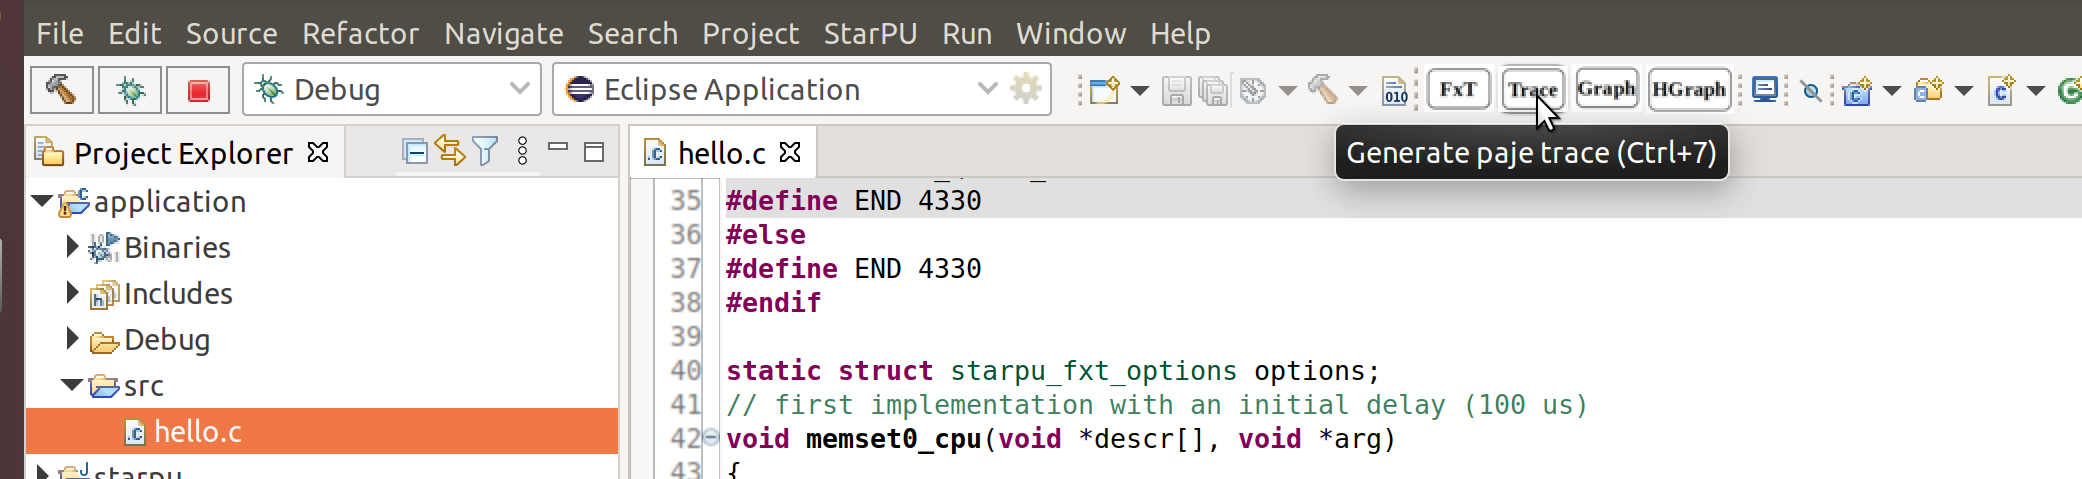 File Edit Source Refactor Navigate Search Project StarPU Run Window Help
Debug Eclipse Application 010 FxT Trace Graph HGraph
Generate paje trace (Ctrl+7)
Project Explorer
hello.c
application
Binaries
Includes
Debug
src
hello.c
starpu
35 #define END 4330
36 #else
37 #define END 4330
38 #endif
39
40 static struct starpu_fxt_options options;
41 // first implementation with an initial delay (100 us)
42 void memset0_cpu(void *descr[], void *arg)
43 {